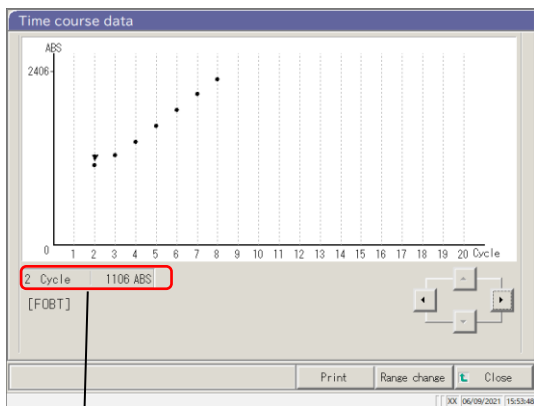 Time course data
ABS
2406
0 1 2 3 4 5 6 7 8 9 10 11 12 13 14 15 16 17 18 19 20 Cycle
2 Cycle 1106 ABS
[FOBT]
Print Range change Close
XX 06/09/2021 15:53:48